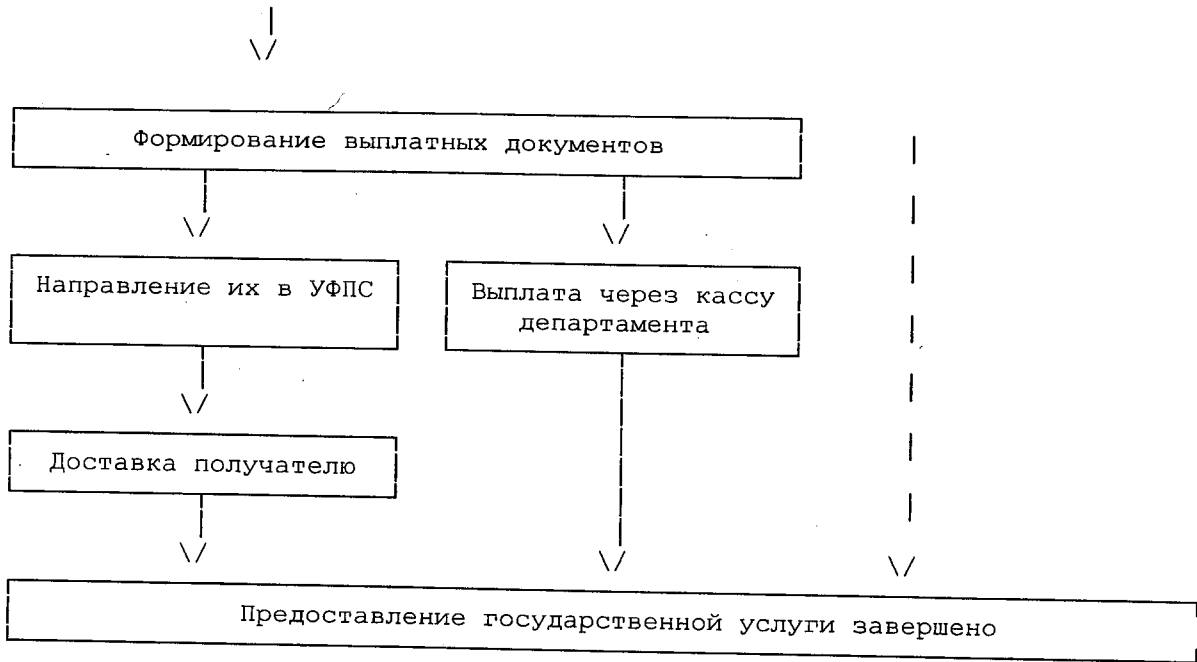 Формирование выплатных документов
Направление их в УФПС
Выплата через кассу
департамента
Доставка получателю
Предоставление государственной услуги завершено